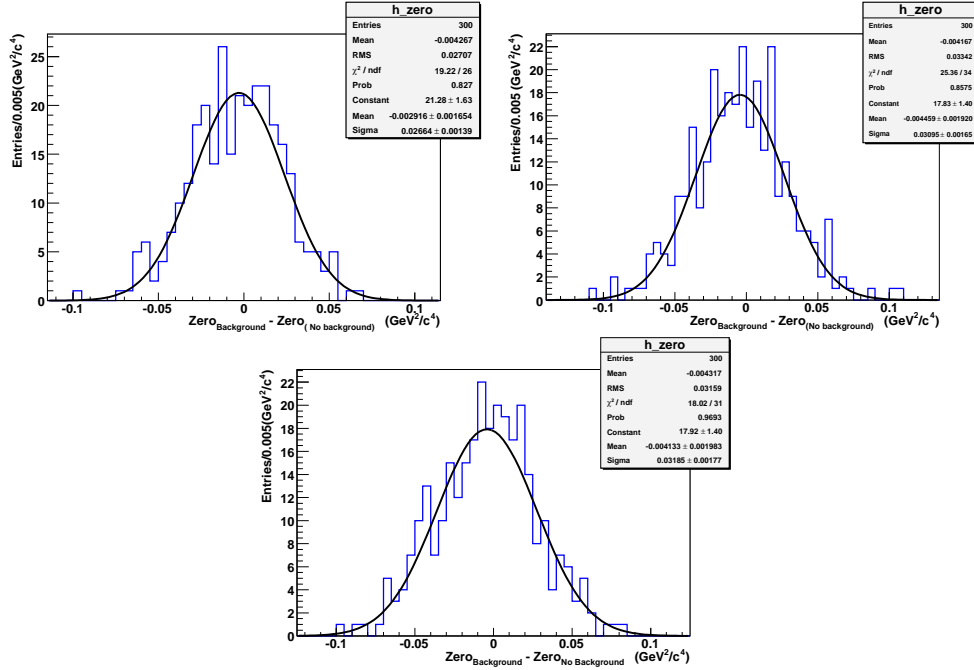 h_zero
Entries 300
Mean -0.004267
RMS 0.02707
χ² / ndf 19.22 / 26
Prob 0.827
Constant 21.28 ± 1.63
Mean -0.002916 ± 0.001654
Sigma 0.02664 ± 0.00139
Entries/0.005(GeV²/c⁴)
25
20
15
10
5
0
-0.1 -0.05 0 0.05 0.1
Zero_Background - Zero_( No background) (GeV²/c⁴)
h_zero
Entries 300
Mean -0.004167
RMS 0.03342
χ² / ndf 25.36 / 34
Prob 0.8575
Constant 17.83 ± 1.40
Mean -0.004459 ± 0.001920
Sigma 0.03095 ± 0.00165
Entries/0.005 (GeV²/c⁴)
22
20
18
16
14
12
10
8
6
4
2
0
-0.1 -0.05 0 0.05 0.1
Zero_Background - Zero_(No background) (GeV²/c⁴)
h_zero
Entries 300
Mean -0.004317
RMS 0.03159
χ² / ndf 18.02 / 31
Prob 0.9693
Constant 17.92 ± 1.40
Mean -0.004133 ± 0.001983
Sigma 0.03185 ± 0.00177
Entries/0.005(GeV²/c⁴)
22
20
18
16
14
12
10
8
6
4
2
0
-0.1 -0.05 0 0.05 0.1
Zero_Background - Zero_No Background (GeV²/c⁴)